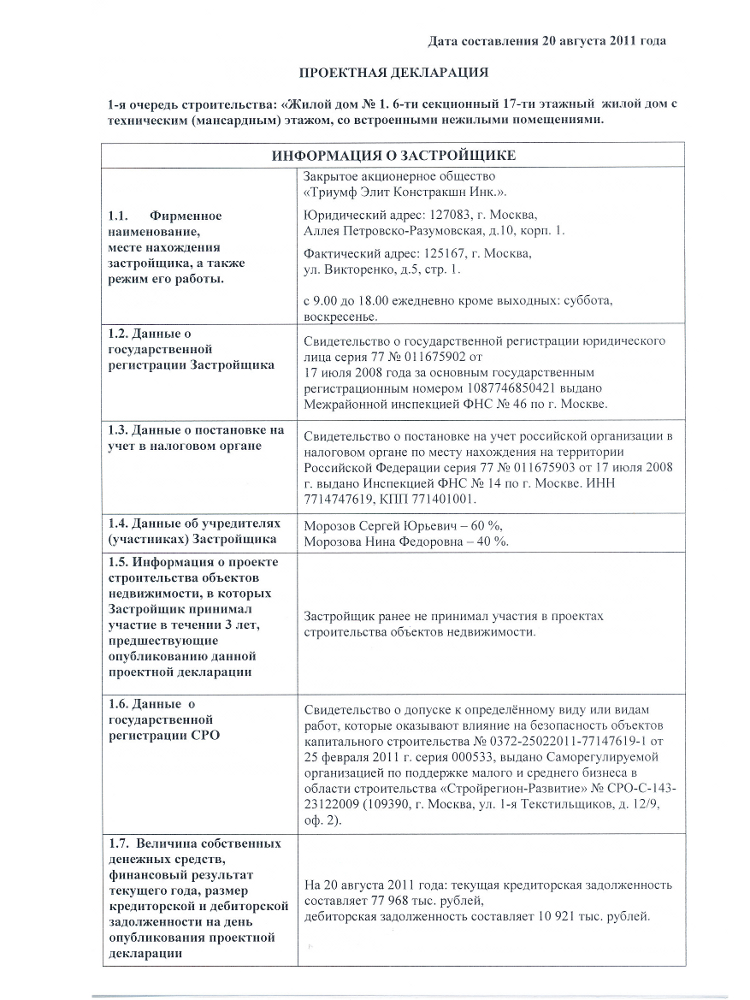 Дата составления 20 августа 2011 года
ПРОЕКТНАЯ ДЕКЛАРАЦИЯ
1-я очередь строительства: «Жилой дом № 1. 6-ти секционный 17-ти этажный жилой дом с
техническим (мансардным) этажом, со встроенными нежилыми помещениями.
ИНФОРМАЦИЯ О ЗАСТРОЙЩИКЕ
1.1. Фирменное
наименование,
месте нахождения
застройщика, а также
режим его работы.
Закрытое акционерное общество
«Триумф Элит Констракшн Инк.».
Юридический адрес: 127083, г. Москва,
Аллея Петровско-Разумовская, д.10, корп. 1.
Фактический адрес: 125167, г. Москва,
ул. Викторенко, д.5, стр. 1.
с 9.00 до 18.00 ежедневно кроме выходных: суббота,
воскресенье.
1.2. Данные о
государственной
регистрации Застройщика
Свидетельство о государственной регистрации юридического
лица серия 77 № 011675902 от
17 июля 2008 года за основным государственным
регистрационным номером 1087746850421 выдано
Межрайонной инспекцией ФНС № 46 по г. Москве.
1.3. Данные о постановке на
учет в налоговом органе
Свидетельство о постановке на учет российской организации в
налоговом органе по месту нахождения на территории
Российской Федерации серия 77 № 011675903 от 17 июля 2008
г. выдано Инспекцией ФНС № 14 по г. Москве. ИНН
7714747619, КПП 771401001.
1.4. Данные об учредителях
(участниках) Застройщика
Морозов Сергей Юрьевич – 60 %,
Морозова Нина Федоровна – 40 %.
1.5. Информация о проекте
строительства объектов
недвижимости, в которых
Застройщик принимал
участие в течении 3 лет,
предшествующие
опубликованию данной
проектной декларации
Застройщик ранее не принимал участия в проектах
строительства объектов недвижимости.
1.6. Данные о
государственной
регистрации СРО
Свидетельство о допуске к определённому виду или видам
работ, которые оказывают влияние на безопасность объектов
капитального строительства № 0372-25022011-77147619-1 от
25 февраля 2011 г. серия 000533, выдано Саморегулируемой
организацией по поддержке малого и среднего бизнеса в
области строительства «Стройрегион-Развитие» № СРО-С-143-
23122009 (109390, г. Москва, ул. 1-я Текстильщиков, д. 12/9,
оф. 2).
1.7. Величина собственных
денежных средств,
финансовый результат
текущего года, размер
кредиторской и дебиторской
задолженности на день
опубликования проектной
декларации
На 20 августа 2011 года: текущая кредиторская задолженность
составляет 77 968 тыс. рублей,
дебиторская задолженность составляет 10 921 тыс. рублей.